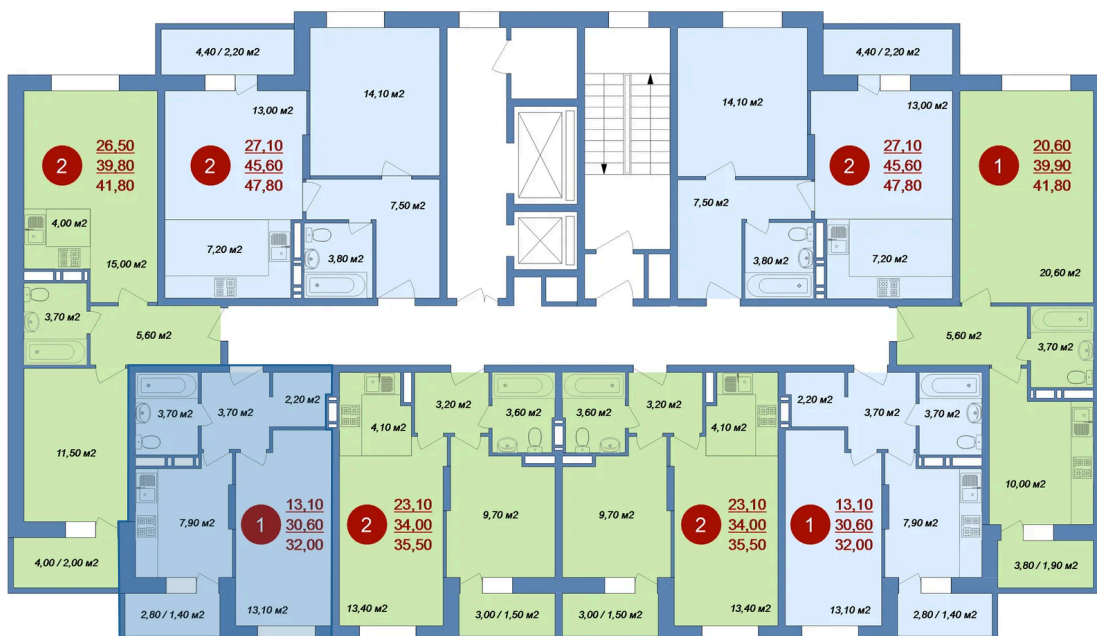 4,40 / 2,20 м2
14,10 м2
14,10 м2
4,40 / 2,20 м2
13,00 м2
13,00 м2
2
26,50
39,80
41,80
2
27,10
45,60
47,80
2
27,10
45,60
47,80
1
20,60
39,90
41,80
4,00 м2
7,50 м2
7,50 м2
15,00 м2
7,20 м2
3,80 м2
3,80 м2
7,20 м2
20,60 м2
3,70 м2
5,60 м2
5,60 м2
3,70 м2
3,70 м2
3,70 м2
2,20 м2
4,10 м2
3,20 м2
3,60 м2
3,60 м2
3,20 м2
4,10 м2
2,20 м2
3,70 м2
3,70 м2
11,50 м2
7,90 м2
1
13,10
30,60
32,00
2
23,10
34,00
35,50
9,70 м2
9,70 м2
2
23,10
34,00
35,50
1
13,10
30,60
32,00
7,90 м2
10,00 м2
4,00 / 2,00 м2
3,80 / 1,90 м2
2,80 / 1,40 м2
13,10 м2
13,40 м2
3,00 / 1,50 м2
3,00 / 1,50 м2
13,40 м2
13,10 м2
2,80 / 1,40 м2